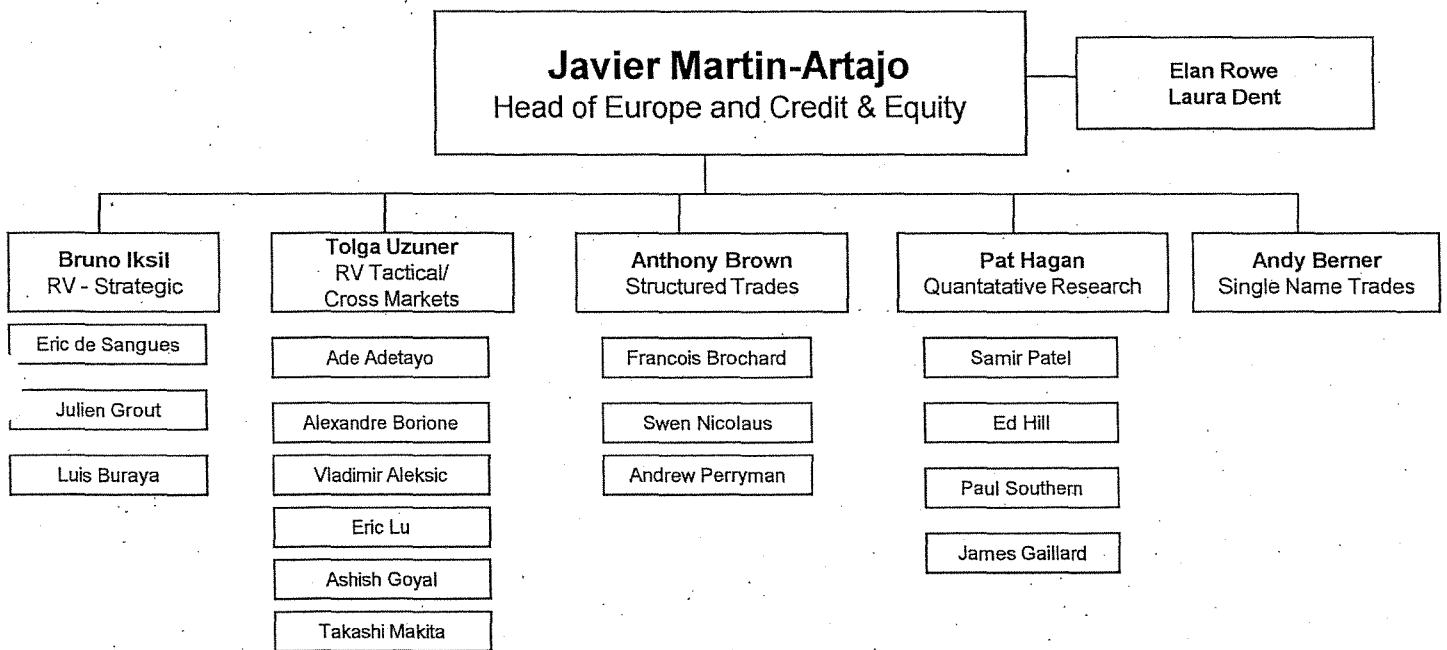 Javier Martin-Artajo
Head of Europe and Credit & Equity
Elan Rowe
Laura Dent
Bruno Iksil
RV - Strategic
Eric de Sangues
Julien Grout
Luis Buraya
Tolga Uzuner
RV Tactical/
Cross Markets
Ade Adetayo
Alexandre Borione
Vladimir Aleksic
Eric Lu
Ashish Goyal
Takashi Makita
Anthony Brown
Structured Trades
Francois Brochard
Swen Nicolaus
Andrew Perryman
Pat Hagan
Quantatative Research
Samir Patel
Ed Hill
Paul Southern
James Gaillard
Andy Berner
Single Name Trades